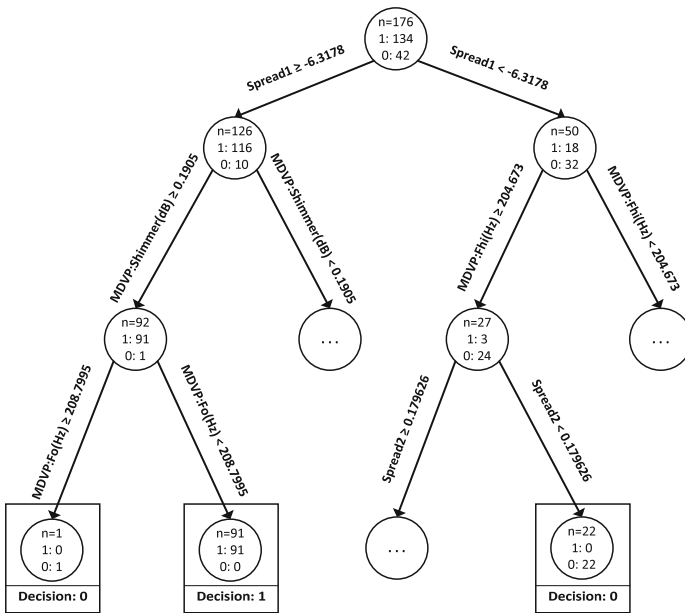 n=176
1: 134
0: 42
Spread1 ≥ -6.3178
Spread1 < -6.3178
n=126
1: 116
0: 10
n=50
1: 18
0: 32
MDVP:Shimmer(dB) ≥ 0.1905
MDVP:Shimmer(dB) < 0.1905
MDVP:Fhi(Hz) ≥ 204.673
MDVP:Fhi(Hz) < 204.673
n=92
1: 91
0: 1
...
n=27
1: 3
0: 24
...
MDVP:Fo(Hz) ≥ 208.7995
MDVP:Fo(Hz) < 208.7995
Spread2 ≥ 0.179626
Spread2 < 0.179626
n=1
1: 0
0: 1
Decision: 0
n=91
1: 91
0: 0
Decision: 1
...
n=22
1: 0
0: 22
Decision: 0